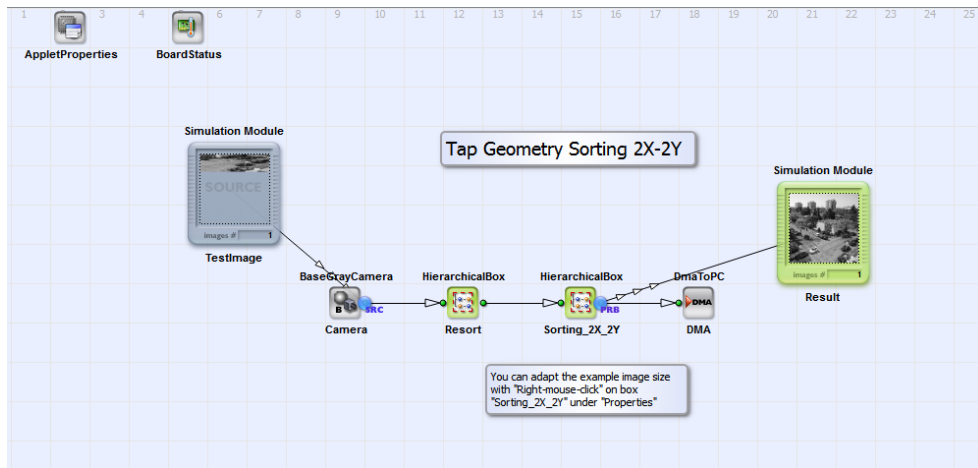 1 2 3 4 5 6 7 8 9 10 11 12 13 14 15 16 17 18 19 20 21 22 23 24 25
AppletProperties
BoardStatus
Simulation Module
SOURCE
images # 1
TestImage
Tap Geometry Sorting 2X-2Y
Simulation Module
images # 1
Result
BaseGrayCamera
HierarchicalBox
HierarchicalBox
DmaToPC
B
SRC
PRB
DMA
Camera
Resort
Sorting_2X_2Y
DMA
You can adapt the example image size
with "Right-mouse-click" on box
"Sorting_2X_2Y" under "Properties"